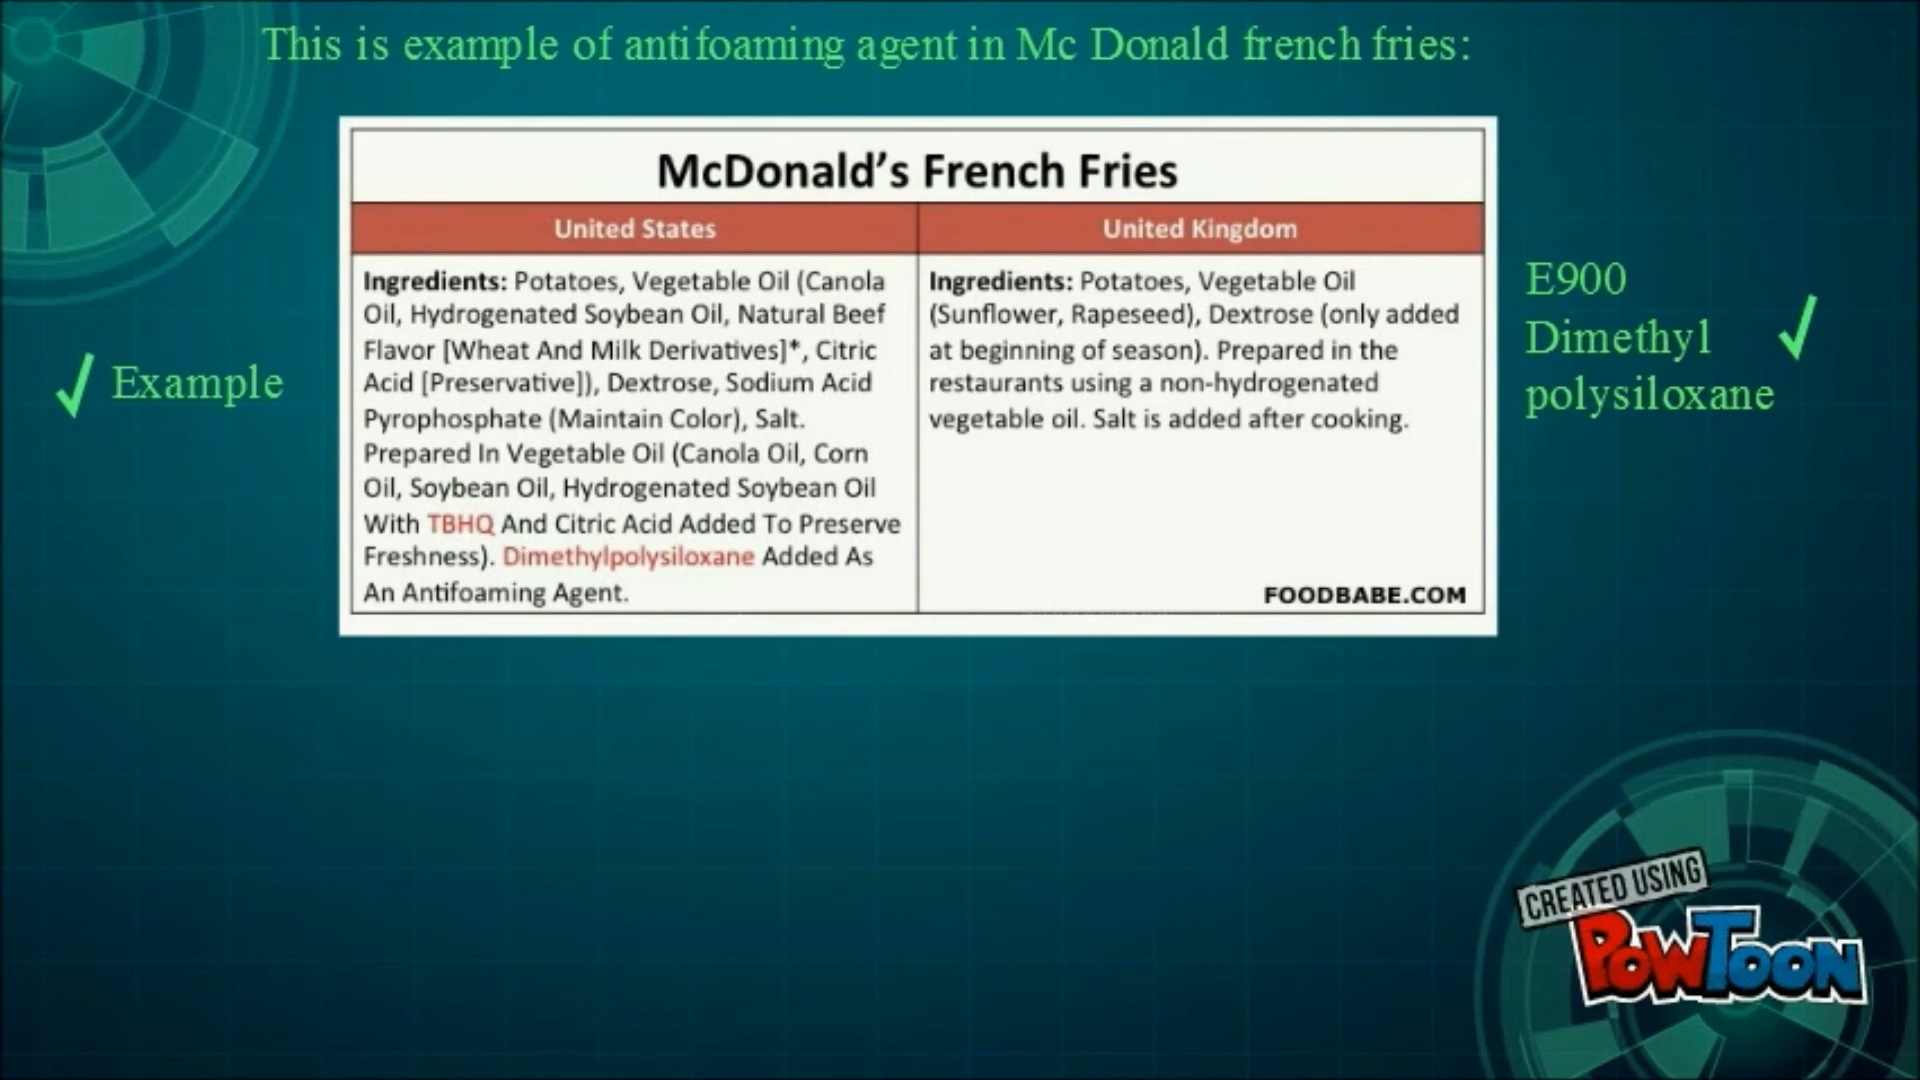 This is example of antifoaming agent in Mc Donald french fries:
McDonald's French Fries
United States
United Kingdom
Ingredients: Potatoes, Vegetable Oil (Canola
Oil, Hydrogenated Soybean Oil, Natural Beef
Flavor [Wheat And Milk Derivatives]*, Citric
Acid [Preservative]), Dextrose, Sodium Acid
Pyrophosphate (Maintain Color), Salt.
Prepared In Vegetable Oil (Canola Oil, Corn
Oil, Soybean Oil, Hydrogenated Soybean Oil
With TBHQ And Citric Acid Added To Preserve
Freshness). Dimethylpolysiloxane Added As
An Antifoaming Agent.
Ingredients: Potatoes, Vegetable Oil
(Sunflower, Rapeseed), Dextrose (only added
at beginning of season). Prepared in the
restaurants using a non-hydrogenated
vegetable oil. Salt is added after cooking.
FOODBABE.COM
✓ Example
E900
Dimethyl ✓
polysiloxane
CREATED USING
POWTOON